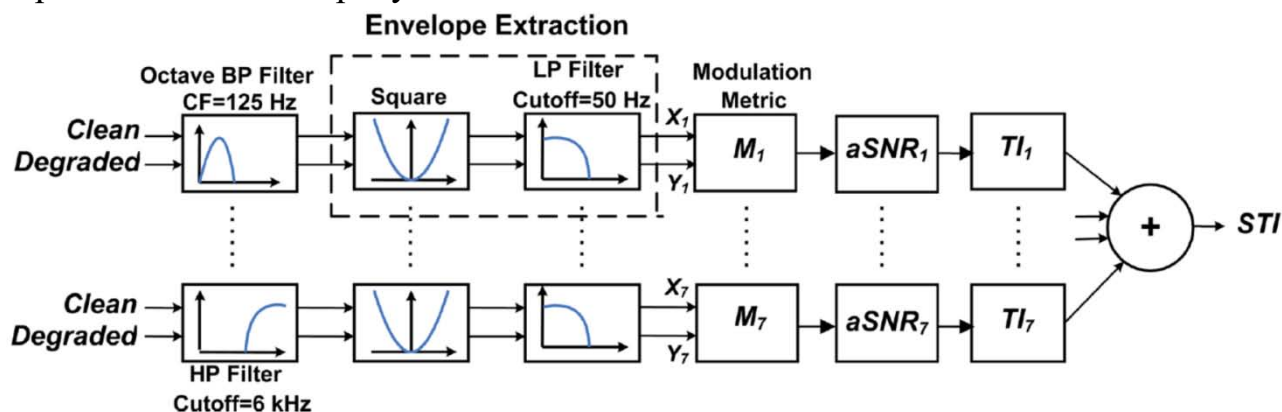 Envelope Extraction
Octave BP Filter
CF=125 Hz
Square
LP Filter
Cutoff=50 Hz
Modulation
Metric
Clean
Degraded
X1
Y1
M1
aSNR1
TI1
+
STI
Clean
Degraded
X7
Y7
M7
aSNR7
TI7
HP Filter
Cutoff=6 kHz